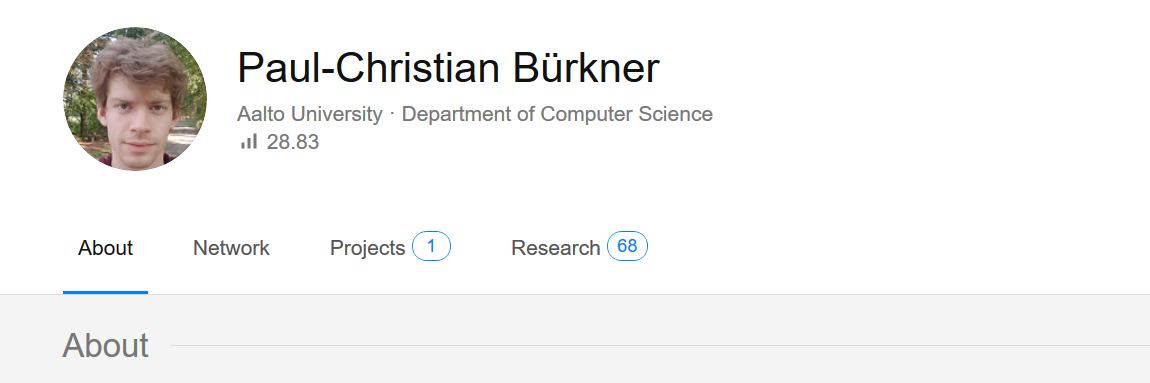 Paul-Christian Bürkner
Aalto University · Department of Computer Science
28.83
About Network Projects 1 Research 68
About